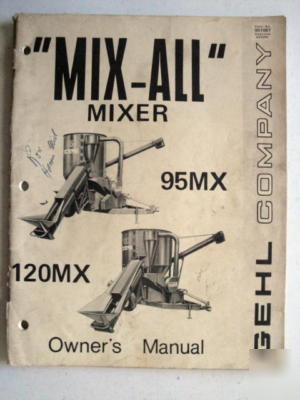 "MIX-ALL"
MIXER
95MX
120MX
Owner's Manual
GEHL COMPANY